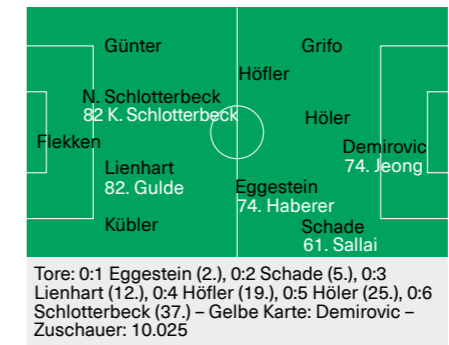 Günter
Grifo
Höfler
N. Schlotterbeck
82 K. Schlotterbeck
Höler
Flekken
Demirovic
74. Jeong
Lienhart
82. Gulde
Eggestein
74. Haberer
Kübler
Schade
61. Sallai
Tore: 0:1 Eggestein (2.), 0:2 Schade (5.), 0:3
Lienhart (12.), 0:4 Höfler (19.), 0:5 Höler (25.), 0:6
Schlotterbeck (37.) – Gelbe Karte: Demirovic –
Zuschauer: 10.025